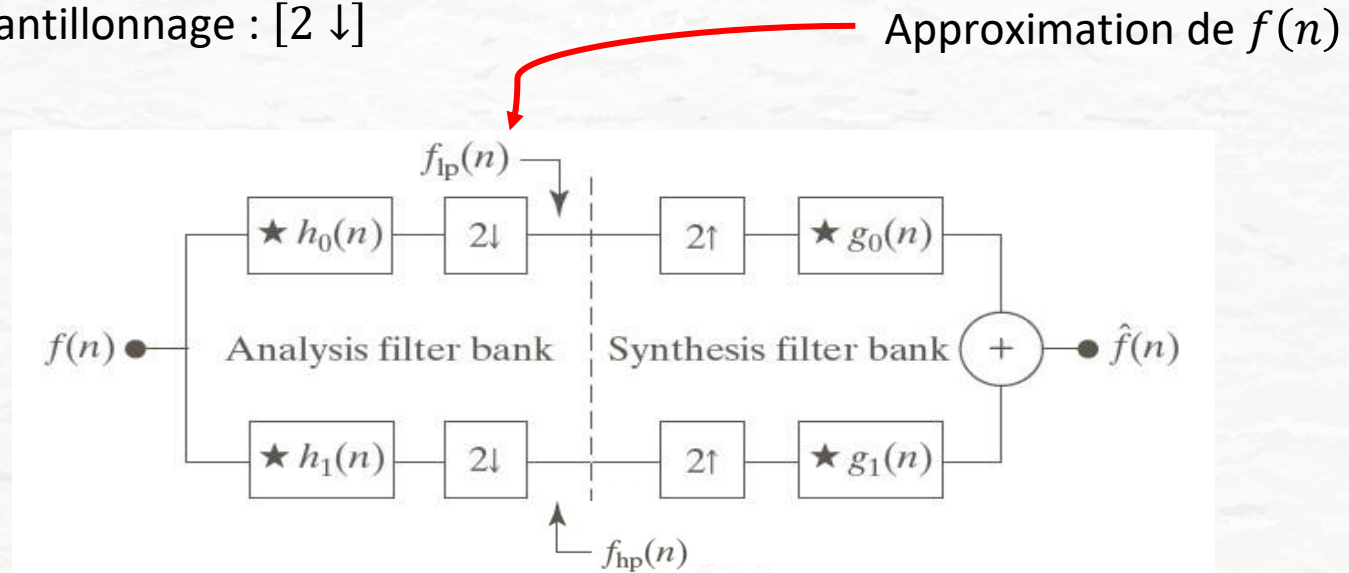 antillonnage : [2 ↓]
Approximation de f(n)
f_lp(n)
★ h_0(n) 2↓ 2↑ ★ g_0(n)
f(n) Analysis filter bank Synthesis filter bank + f̂(n)
★ h_1(n) 2↓ 2↑ ★ g_1(n)
f_hp(n)